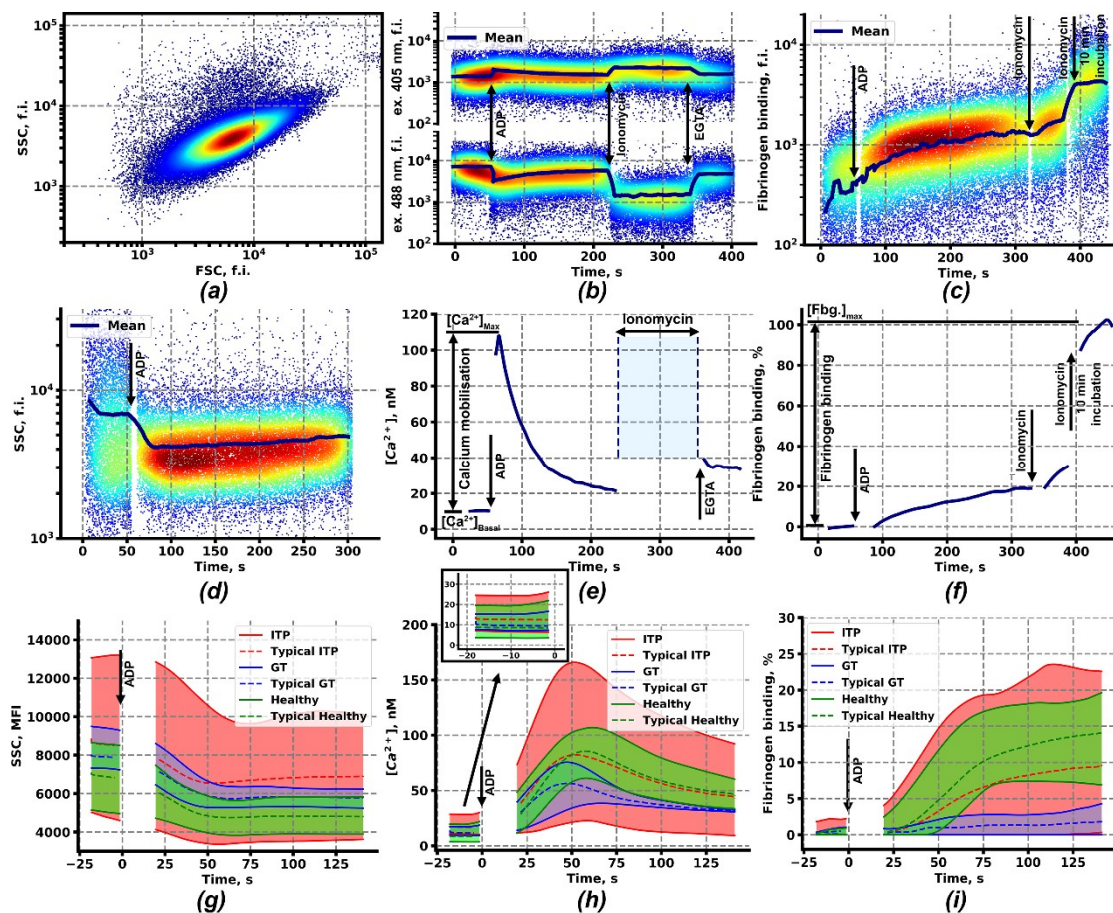 SSC, f.i.
10⁵
10⁴
10³
10³
10⁴
10⁵
FSC, f.i.
(a)
Mean
ex. 405 nm, f.i.
10⁴
10³
10²
ADP
Ionomycin
EGTA
ex. 488 nm, f.i.
10⁴
10³
10²
0 100 200 300 400
Time, s
(b)
Mean
Fibrinogen binding, f.i.
10⁴
10³
10²
ADP
Ionomycin
Ionomycin
10 min
incubation
0 100 200 300 400
Time, s
(c)
Mean
SSC, f.i.
10⁴
10³
ADP
0 50 100 150 200 250 300
Time, s
(d)
[Ca²⁺], nM
120
100
80
60
40
20
0
[Ca²⁺]Max
Calcium mobilisation
[Ca²⁺]Basal
ADP
Ionomycin
EGTA
0 100 200 300 400
Time, s
(e)
Fibrinogen binding, %
100
80
60
40
20
0
[Fbg.]max
Fibrinogen binding
ADP
Ionomycin
Ionomycin
10 min
incubation
0 100 200 300 400
Time, s
(f)
SSC, MFI
14000
12000
10000
8000
6000
4000
ADP
ITP
Typical ITP
GT
Typical GT
Healthy
Typical Healthy
−25 0 25 50 75 100 125
Time, s
(g)
30
20
10
0
−20 −10 0
[Ca²⁺], nM
200
175
150
125
100
75
50
25
0
ADP
ITP
Typical ITP
GT
Typical GT
Healthy
Typical Healthy
−25 0 25 50 75 100 125
Time, s
(h)
Fibrinogen binding, %
30
25
20
15
10
5
0
ADP
ITP
Typical ITP
GT
Typical GT
Healthy
Typical Healthy
−25 0 25 50 75 100 125
Time, s
(i)